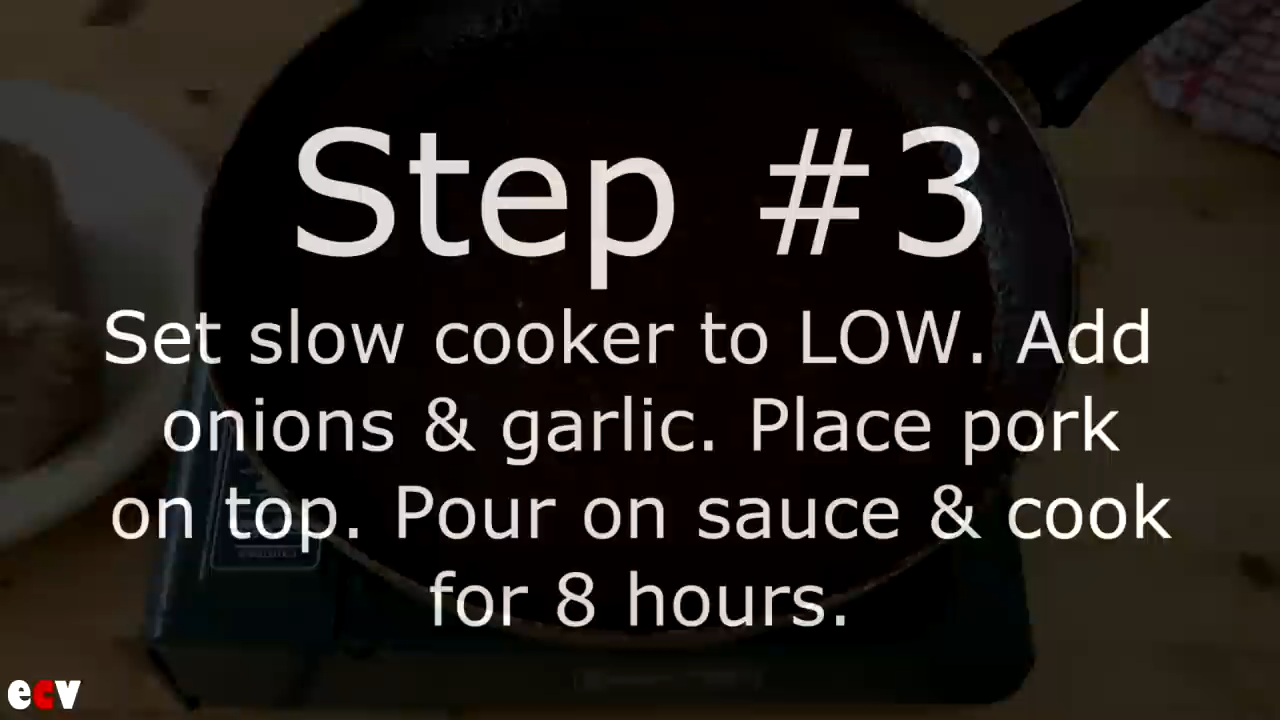 Step #3
Set slow cooker to LOW. Add
onions & garlic. Place pork
on top. Pour on sauce & cook
for 8 hours.
ecv